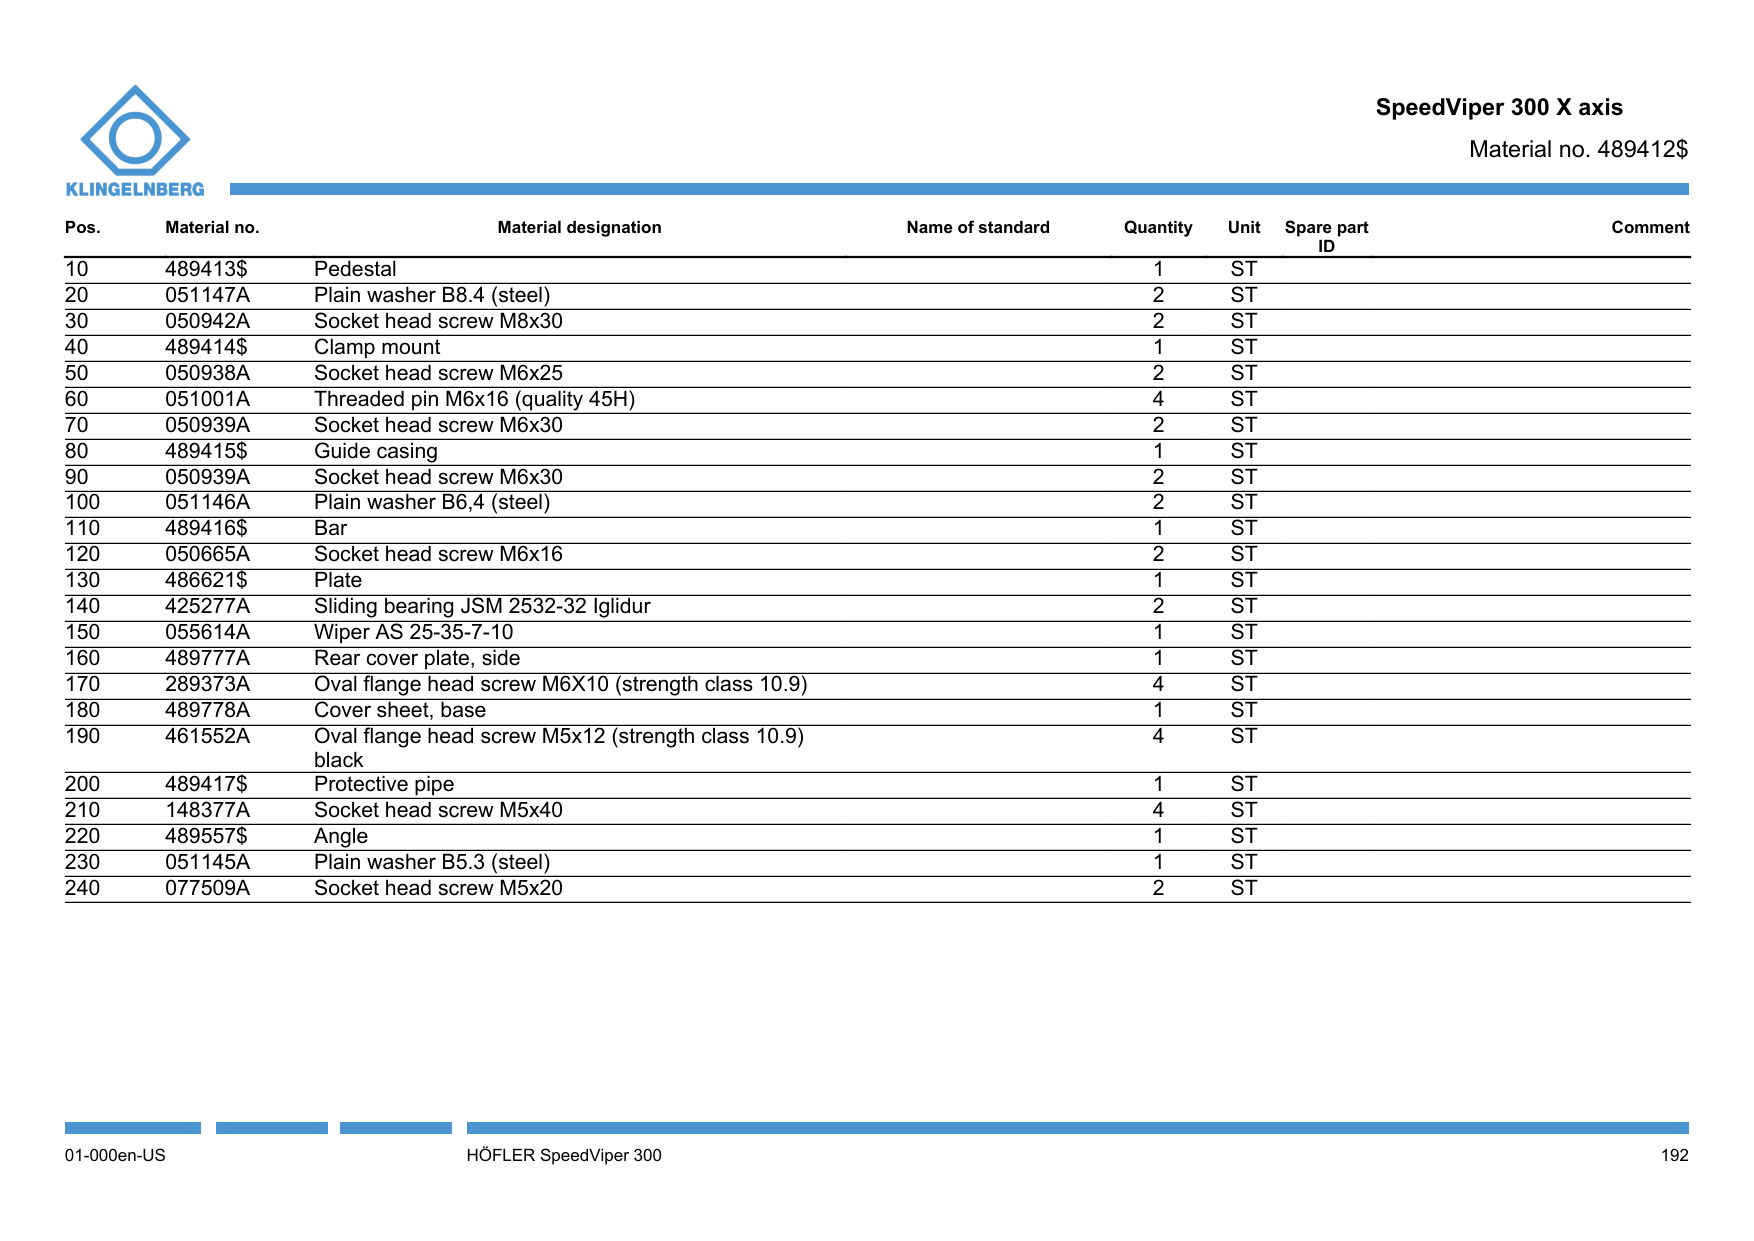 KLINGELNBERG
SpeedViper 300 X axis
Material no. 489412$
Pos. Material no. Material designation Name of standard Quantity Unit Spare part ID Comment
10 489413$ Pedestal 1 ST
20 051147A Plain washer B8.4 (steel) 2 ST
30 050942A Socket head screw M8x30 2 ST
40 489414$ Clamp mount 1 ST
50 050938A Socket head screw M6x25 2 ST
60 051001A Threaded pin M6x16 (quality 45H) 4 ST
70 050939A Socket head screw M6x30 2 ST
80 489415$ Guide casing 1 ST
90 050939A Socket head screw M6x30 2 ST
100 051146A Plain washer B6,4 (steel) 2 ST
110 489416$ Bar 1 ST
120 050665A Socket head screw M6x16 2 ST
130 486621$ Plate 1 ST
140 425277A Sliding bearing JSM 2532-32 Iglidur 2 ST
150 055614A Wiper AS 25-35-7-10 1 ST
160 489777A Rear cover plate, side 1 ST
170 289373A Oval flange head screw M6X10 (strength class 10.9) 4 ST
180 489778A Cover sheet, base 1 ST
190 461552A Oval flange head screw M5x12 (strength class 10.9) 4 ST
black
200 489417$ Protective pipe 1 ST
210 148377A Socket head screw M5x40 4 ST
220 489557$ Angle 1 ST
230 051145A Plain washer B5.3 (steel) 1 ST
240 077509A Socket head screw M5x20 2 ST
01-000en-US HÖFLER SpeedViper 300 192